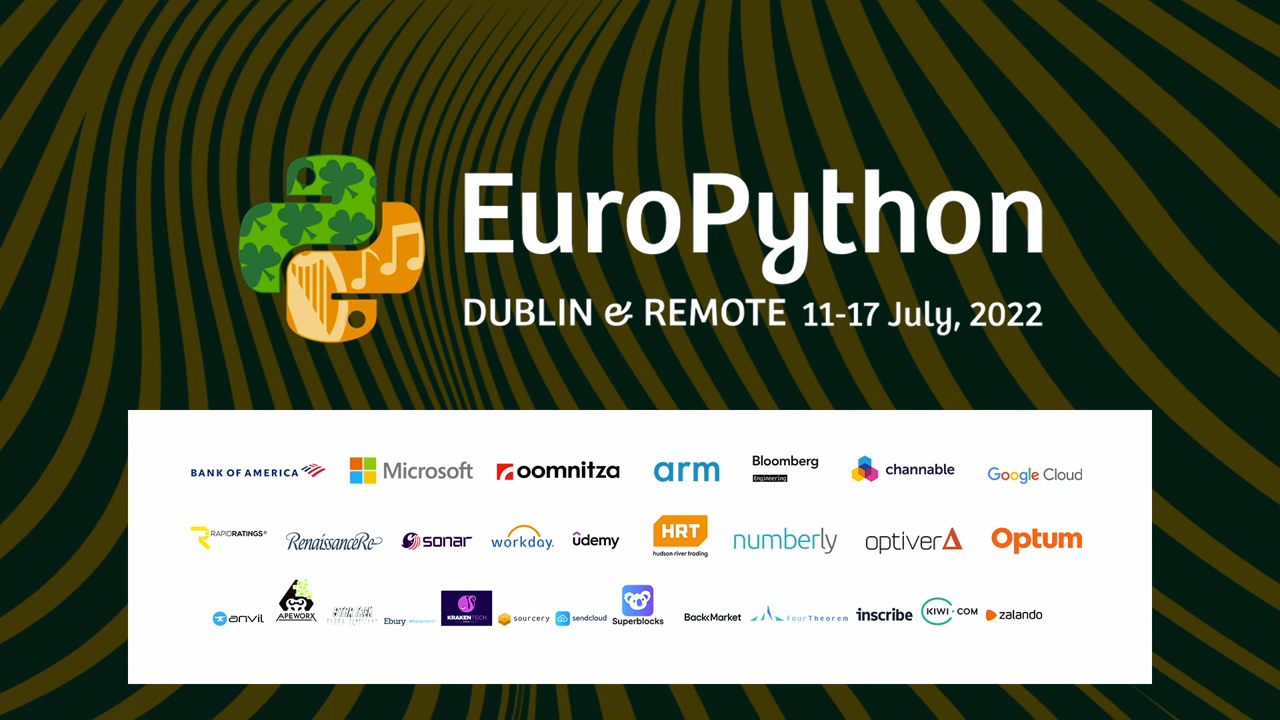 EuroPython
DUBLIN & REMOTE 11-17 July, 2022
BANK OF AMERICA Microsoft oomnitza arm Bloomberg Engineering channable Google Cloud
RAPIDRATINGS® RenaissanceRe sonar workday. udemy HRT hudson river trading numberly optiver Optum
anvil APEWORX Ebury KRAKENTECH sourcery sendcloud Superblocks BackMarket fourTheorem inscribe KIWI.COM zalando